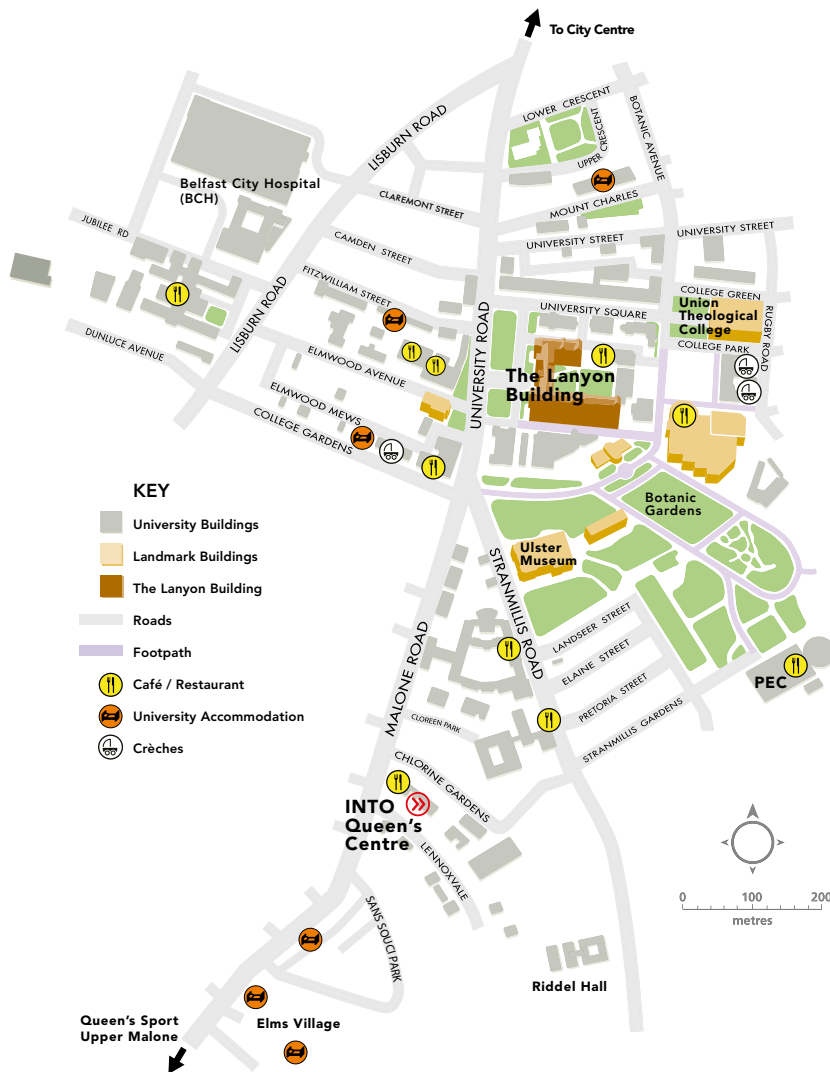 To City Centre
LOWER CRESCENT
BOTANIC AVENUE
LISBURN ROAD
UPPER CRESCENT
Belfast City Hospital
(BCH)
CLAREMONT STREET
MOUNT CHARLES
JUBILEE RD
CAMDEN STREET
UNIVERSITY STREET
UNIVERSITY STREET
FITZWILLIAM STREET
LISBURN ROAD
UNIVERSITY ROAD
UNIVERSITY SQUARE
COLLEGE GREEN
Union
Theological
College
RUGBY ROAD
COLLEGE PARK
DUNLUCE AVENUE
ELMWOOD AVENUE
The Lanyon
Building
ELMWOOD MEWS
COLLEGE GARDENS
KEY
University Buildings
Landmark Buildings
The Lanyon Building
Roads
Footpath
Café / Restaurant
University Accommodation
Crèches
Botanic
Gardens
Ulster
Museum
STRANMILLIS ROAD
LANDSEER STREET
ELAINE STREET
PRETORIA STREET
STRANMILLIS GARDENS
PEC
MALONE ROAD
CLOREEN PARK
CHLORINE GARDENS
INTO
Queen's
Centre
LENNOXVALE
SANS SOUCI PARK
0 100 200
metres
Riddel Hall
Queen's Sport
Upper Malone
Elms Village